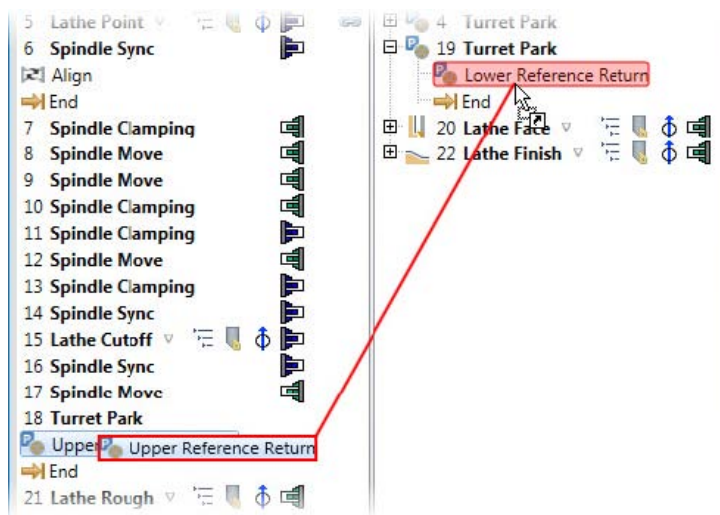 5 Lathe Point
6 Spindle Sync
Align
End
7 Spindle Clamping
8 Spindle Move
9 Spindle Move
10 Spindle Clamping
11 Spindle Clamping
12 Spindle Move
13 Spindle Clamping
14 Spindle Sync
15 Lathe Cutoff
16 Spindle Sync
17 Spindle Move
18 Turret Park
Upper Upper Reference Return
End
21 Lathe Rough
4 Turret Park
19 Turret Park
Lower Reference Return
End
20 Lathe Face
22 Lathe Finish